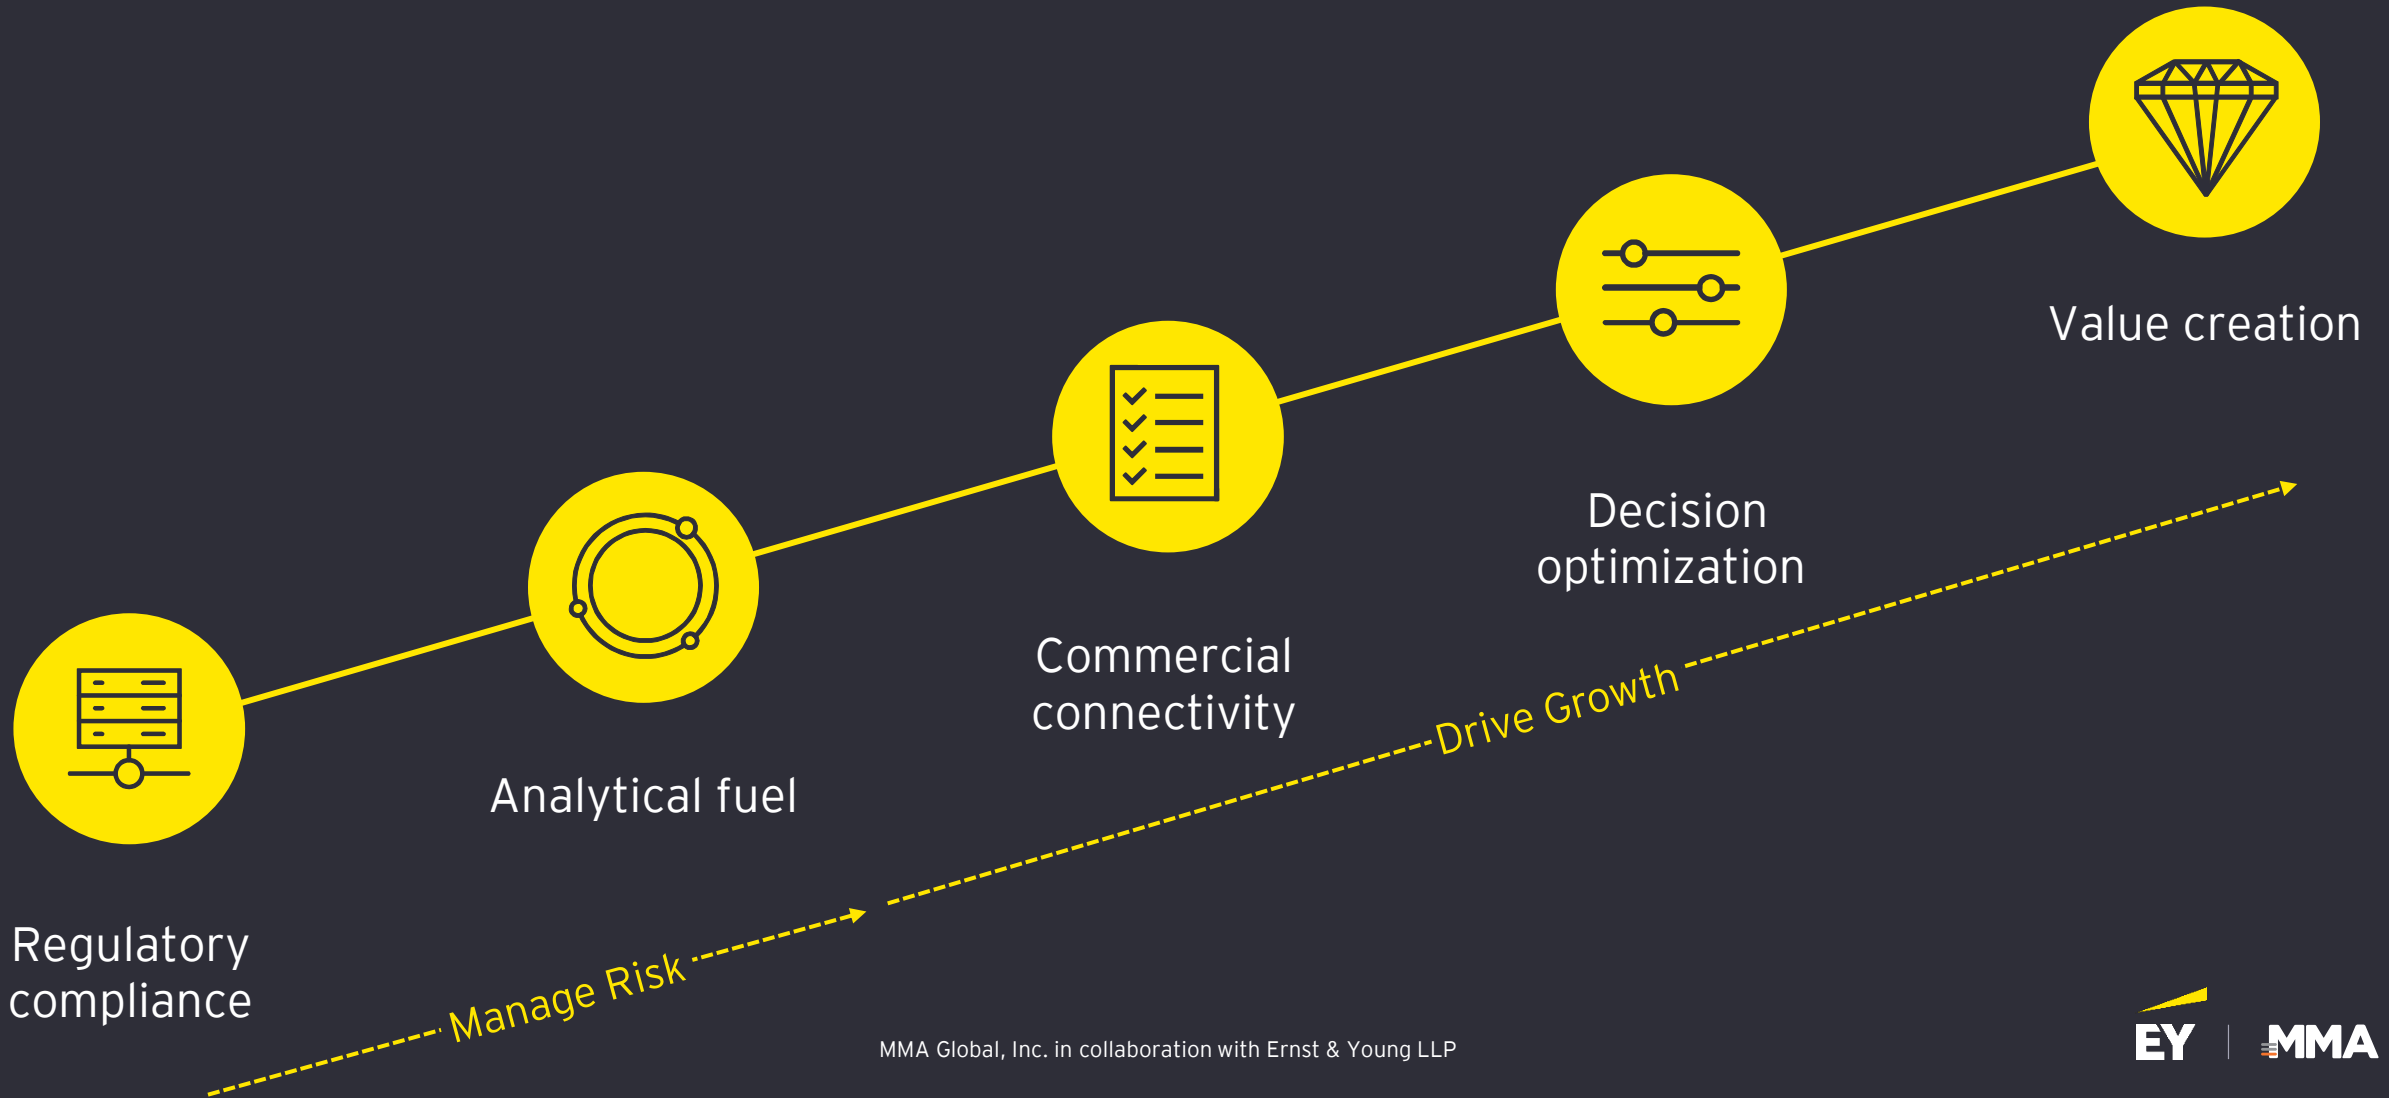 Value creation
Decision
optimization
Commercial
connectivity
Analytical fuel
Regulatory
compliance
Drive Growth
Manage Risk
MMA Global, Inc. in collaboration with Ernst & Young LLP
EY
MMA